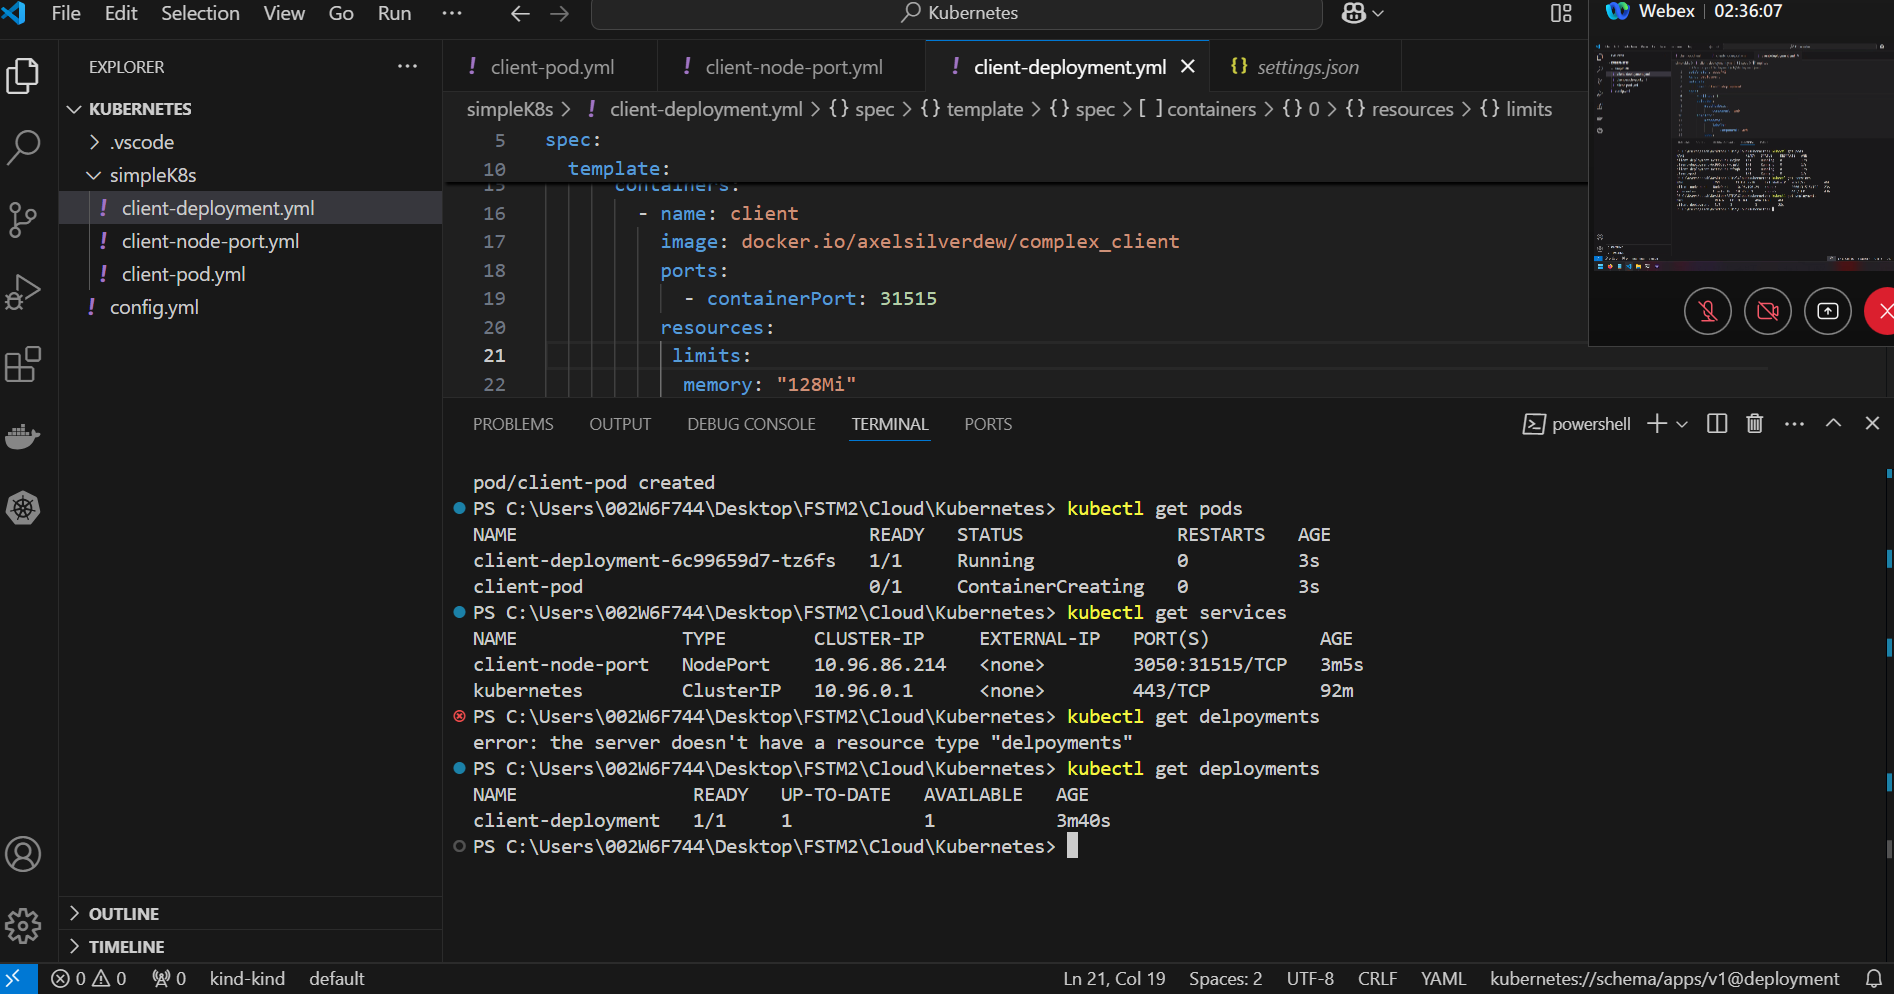 File Edit Selection View Go Run ··· Kubernetes
Webex | 02:36:07
EXPLORER ···
KUBERNETES
.vscode
simpleK8s
! client-deployment.yml
! client-node-port.yml
! client-pod.yml
! config.yml
OUTLINE
TIMELINE
! client-pod.yml ! client-node-port.yml ! client-deployment.yml {} settings.json
simpleK8s > ! client-deployment.yml > {} spec > {} template > {} spec > [ ] containers > {} 0 > {} resources > {} limits
5 spec:
10 template:
15 containers:
16 - name: client
17 image: docker.io/axelsilverdew/complex_client
18 ports:
19 - containerPort: 31515
20 resources:
21 limits:
22 memory: "128Mi"
PROBLEMS OUTPUT DEBUG CONSOLE TERMINAL PORTS powershell
pod/client-pod created
PS C:\Users\002W6F744\Desktop\FSTM2\Cloud\Kubernetes> kubectl get pods
NAME READY STATUS RESTARTS AGE
client-deployment-6c99659d7-tz6fs 1/1 Running 0 3s
client-pod 0/1 ContainerCreating 0 3s
PS C:\Users\002W6F744\Desktop\FSTM2\Cloud\Kubernetes> kubectl get services
NAME TYPE CLUSTER-IP EXTERNAL-IP PORT(S) AGE
client-node-port NodePort 10.96.86.214 <none> 3050:31515/TCP 3m5s
kubernetes ClusterIP 10.96.0.1 <none> 443/TCP 92m
PS C:\Users\002W6F744\Desktop\FSTM2\Cloud\Kubernetes> kubectl get delpoyments
error: the server doesn't have a resource type "delpoyments"
PS C:\Users\002W6F744\Desktop\FSTM2\Cloud\Kubernetes> kubectl get deployments
NAME READY UP-TO-DATE AVAILABLE AGE
client-deployment 1/1 1 1 3m40s
PS C:\Users\002W6F744\Desktop\FSTM2\Cloud\Kubernetes>
0 0 0 kind-kind default Ln 21, Col 19 Spaces: 2 UTF-8 CRLF YAML kubernetes://schema/apps/v1@deployment